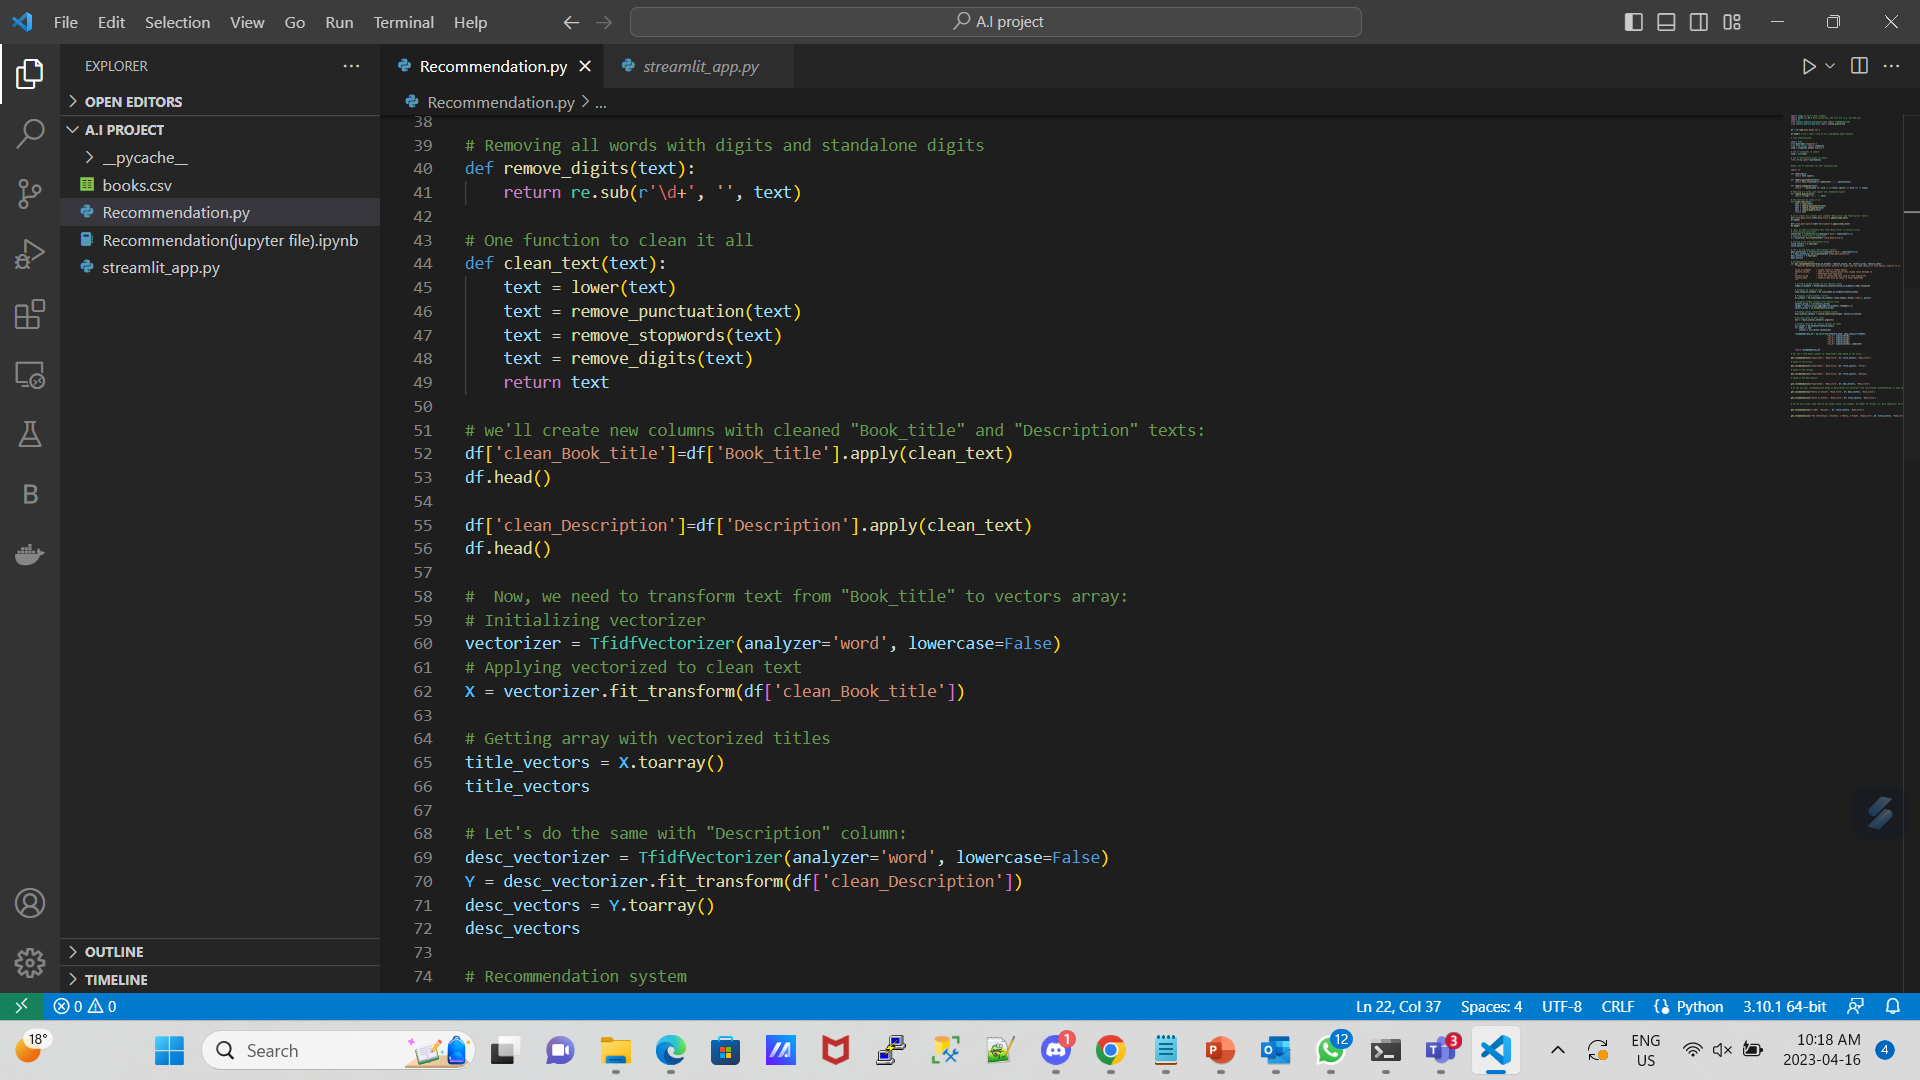 File Edit Selection View Go Run Terminal Help
A.I project
EXPLORER
OPEN EDITORS
A.I PROJECT
__pycache__
books.csv
Recommendation.py
Recommendation(jupyter file).ipynb
streamlit_app.py
OUTLINE
TIMELINE
Recommendation.py
streamlit_app.py
Recommendation.py > ...
38
39 # Removing all words with digits and standalone digits
40 def remove_digits(text):
41     return re.sub(r'\d+', '', text)
42
43 # One function to clean it all
44 def clean_text(text):
45     text = lower(text)
46     text = remove_punctuation(text)
47     text = remove_stopwords(text)
48     text = remove_digits(text)
49     return text
50
51 # we'll create new columns with cleaned "Book_title" and "Description" texts:
52 df['clean_Book_title']=df['Book_title'].apply(clean_text)
53 df.head()
54
55 df['clean_Description']=df['Description'].apply(clean_text)
56 df.head()
57
58 #  Now, we need to transform text from "Book_title" to vectors array:
59 # Initializing vectorizer
60 vectorizer = TfidfVectorizer(analyzer='word', lowercase=False)
61 # Applying vectorized to clean text
62 X = vectorizer.fit_transform(df['clean_Book_title'])
63
64 # Getting array with vectorized titles
65 title_vectors = X.toarray()
66 title_vectors
67
68 # Let's do the same with "Description" column:
69 desc_vectorizer = TfidfVectorizer(analyzer='word', lowercase=False)
70 Y = desc_vectorizer.fit_transform(df['clean_Description'])
71 desc_vectors = Y.toarray()
72 desc_vectors
73
74 # Recommendation system
0 0
Ln 22, Col 37 Spaces: 4 UTF-8 CRLF Python 3.10.1 64-bit
18°
Search
1
12
3
ENG
US
10:18 AM
2023-04-16
4